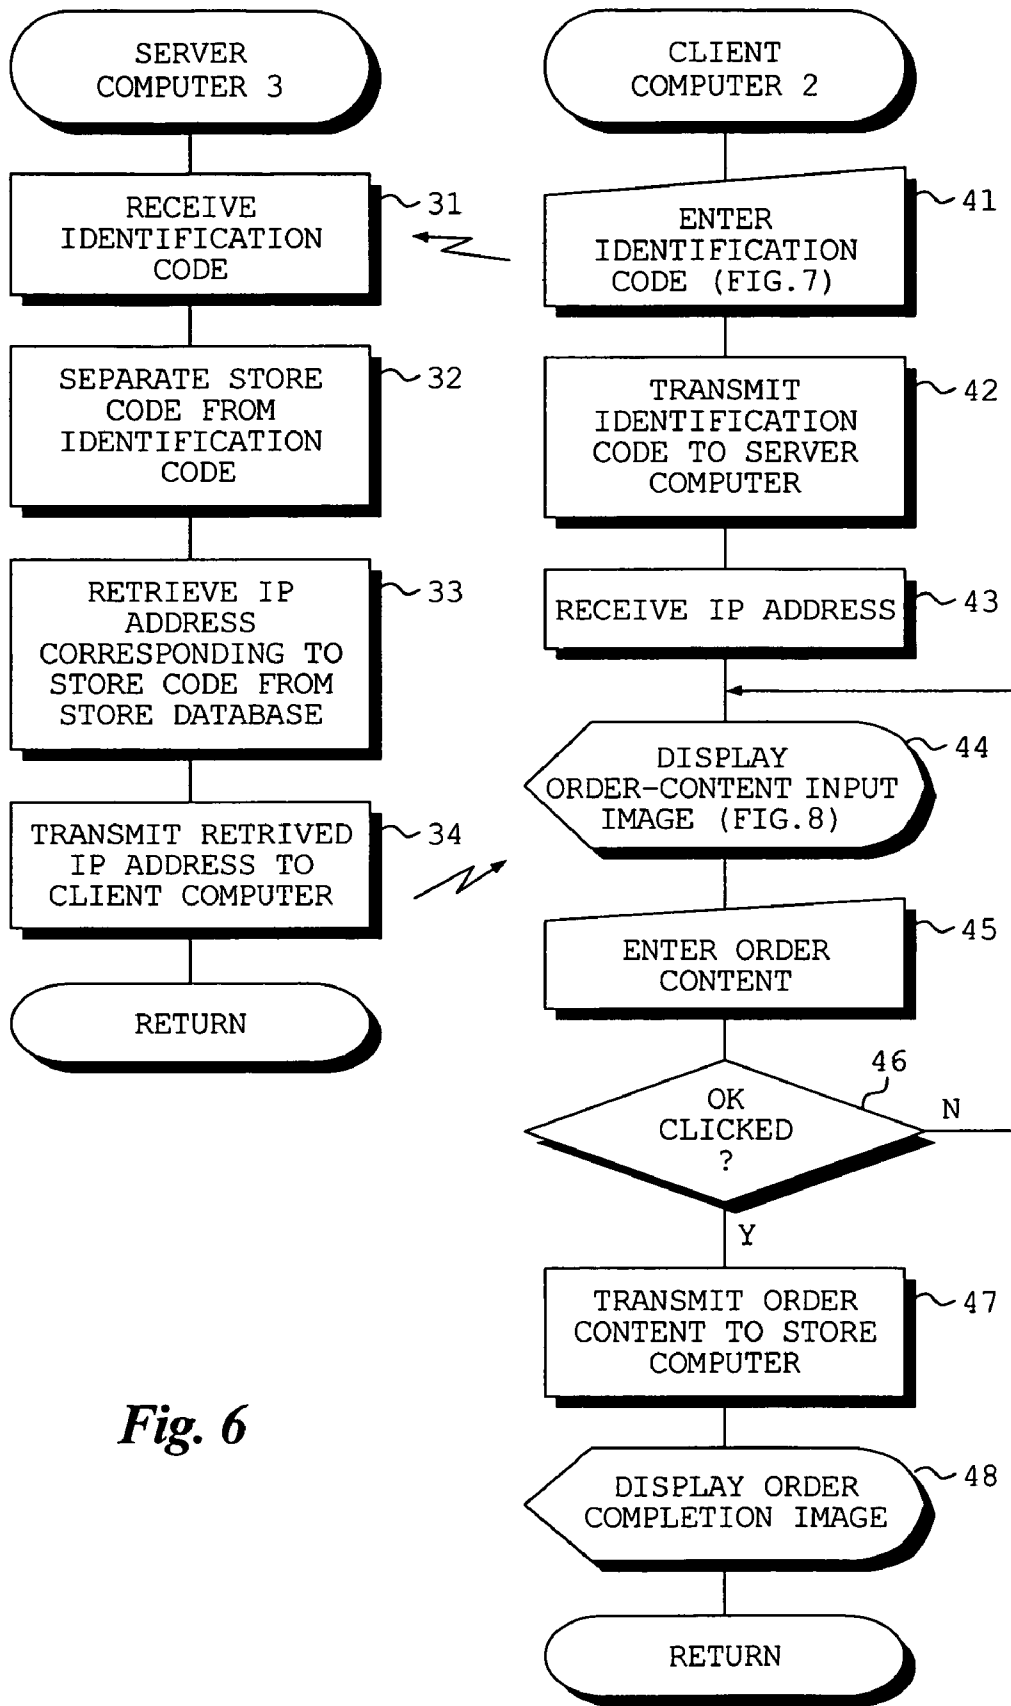 SERVER
COMPUTER 3
RECEIVE
IDENTIFICATION
CODE
31
SEPARATE STORE
CODE FROM
IDENTIFICATION
CODE
32
RETRIEVE IP
ADDRESS
CORRESPONDING TO
STORE CODE FROM
STORE DATABASE
33
TRANSMIT RETRIVED
IP ADDRESS TO
CLIENT COMPUTER
34
RETURN
CLIENT
COMPUTER 2
ENTER
IDENTIFICATION
CODE (FIG.7)
41
TRANSMIT
IDENTIFICATION
CODE TO SERVER
COMPUTER
42
RECEIVE IP ADDRESS
43
DISPLAY
ORDER-CONTENT INPUT
IMAGE (FIG.8)
44
ENTER ORDER
CONTENT
45
OK
CLICKED
?
46
N
Y
TRANSMIT ORDER
CONTENT TO STORE
COMPUTER
47
DISPLAY ORDER
COMPLETION IMAGE
48
RETURN
Fig. 6